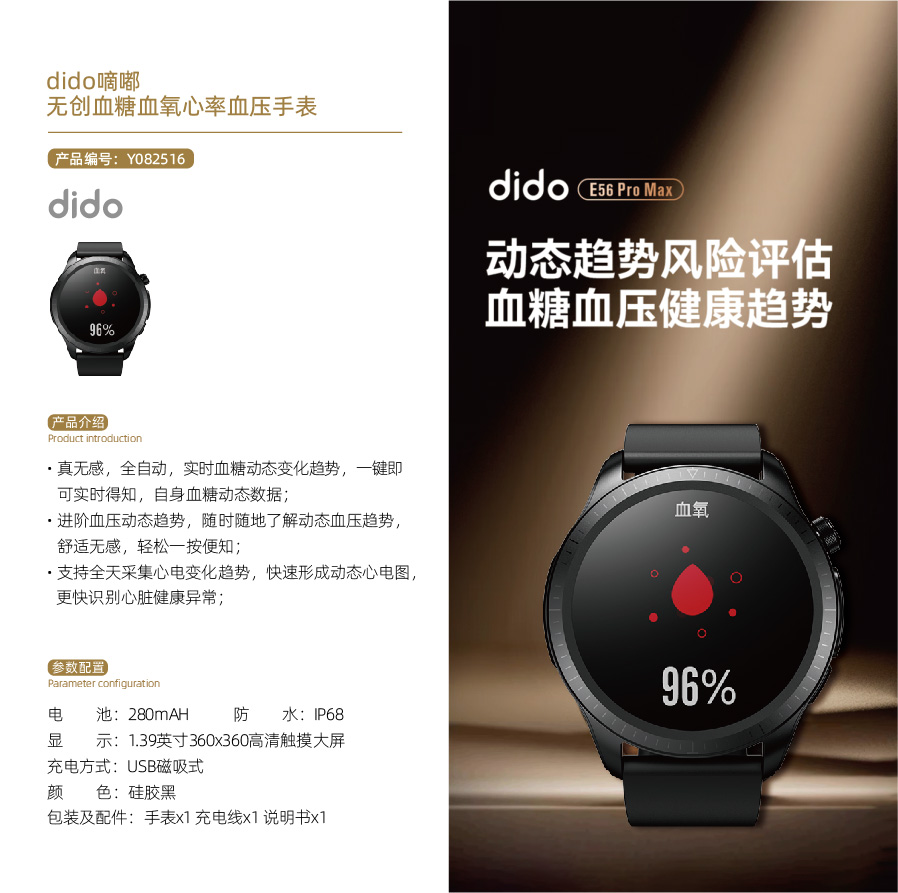 dido嘀嘟
无创血糖血氧心率血压手表
产品编号：Y082516
dido
血氧
96%
产品介绍
Product introduction
·真无感，全自动，实时血糖动态变化趋势，一键即
可实时得知，自身血糖动态数据；
·进阶血压动态趋势，随时随地了解动态血压趋势，
舒适无感，轻松一按便知；
·支持全天采集心电变化趋势，快速形成动态心电图，
更快识别心脏健康异常；
参数配置
Parameter configuration
电 池：280mAH 防 水：IP68
显 示：1.39英寸360x360高清触摸大屏
充电方式：USB磁吸式
颜 色：硅胶黑
包装及配件：手表x1 充电线x1 说明书x1
dido E56 Pro Max
动态趋势风险评估
血糖血压健康趋势
血氧
96%